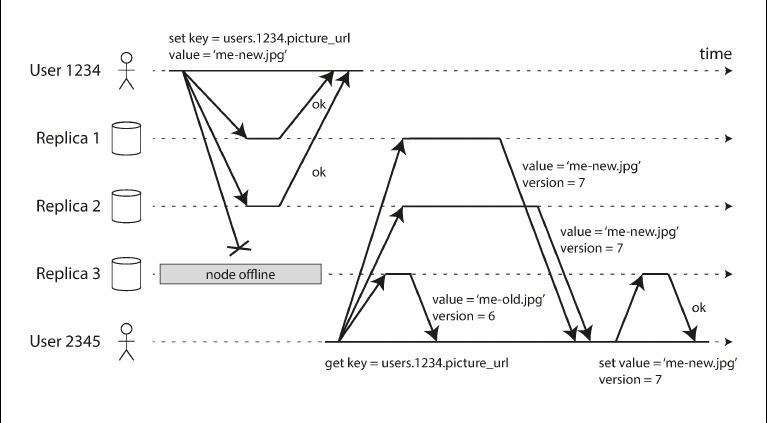 set key = users.1234.picture_url
value = ‘me-new.jpg’
time
User 1234
ok
Replica 1
ok
value = ‘me-new.jpg’
version = 7
Replica 2
value = ‘me-new.jpg’
version = 7
Replica 3
node offline
value = ‘me-old.jpg’
version = 6
ok
User 2345
get key = users.1234.picture_url
set value = ‘me-new.jpg’
version = 7